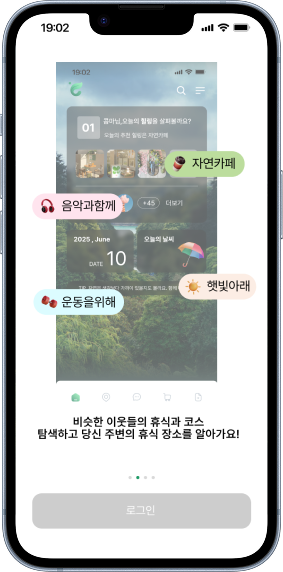 19:02
19:02
01
꼼마님,오늘의 힐링을 살펴볼까요?
오늘의 추천 힐링은 자연카페
자연카페
음악과함께
+45
더보기
2025 , June
오늘의 날씨
DATE 10
햇빛아래
운동을위해
비슷한 이웃들의 휴식과 코스
탐색하고 당신 주변의 휴식 장소를 알아가요!
로그인